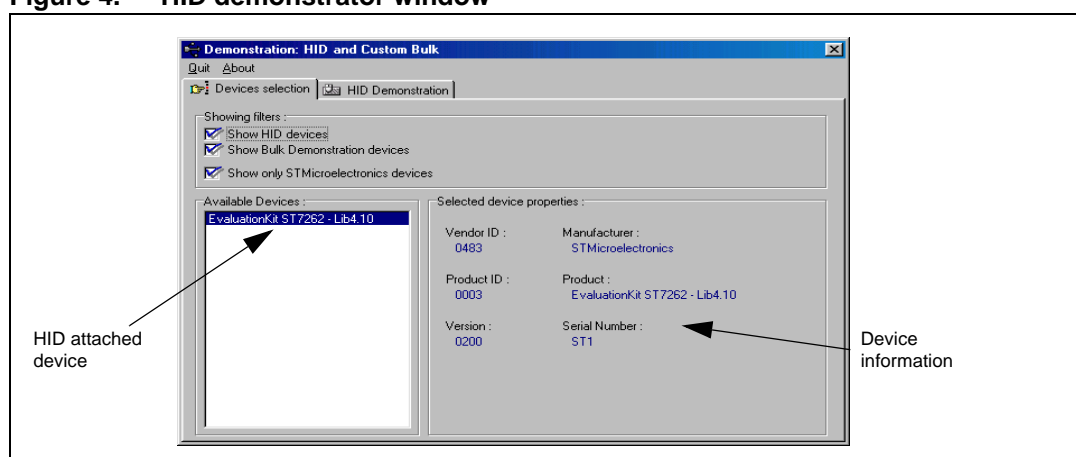 Figure 4. HID demonstrator window
Demonstration: HID and Custom Bulk
Quit About
Devices selection HID Demonstration
Showing filters :
Show HID devices
Show Bulk Demonstration devices
Show only STMicroelectronics devices
Available Devices :
EvaluationKit ST7262 - Lib4.10
Selected device properties :
Vendor ID : Manufacturer :
0483 STMicroelectronics
Product ID : Product :
0003 EvaluationKit ST7262 - Lib4.10
Version : Serial Number :
0200 ST1
HID attached
device
Device
information